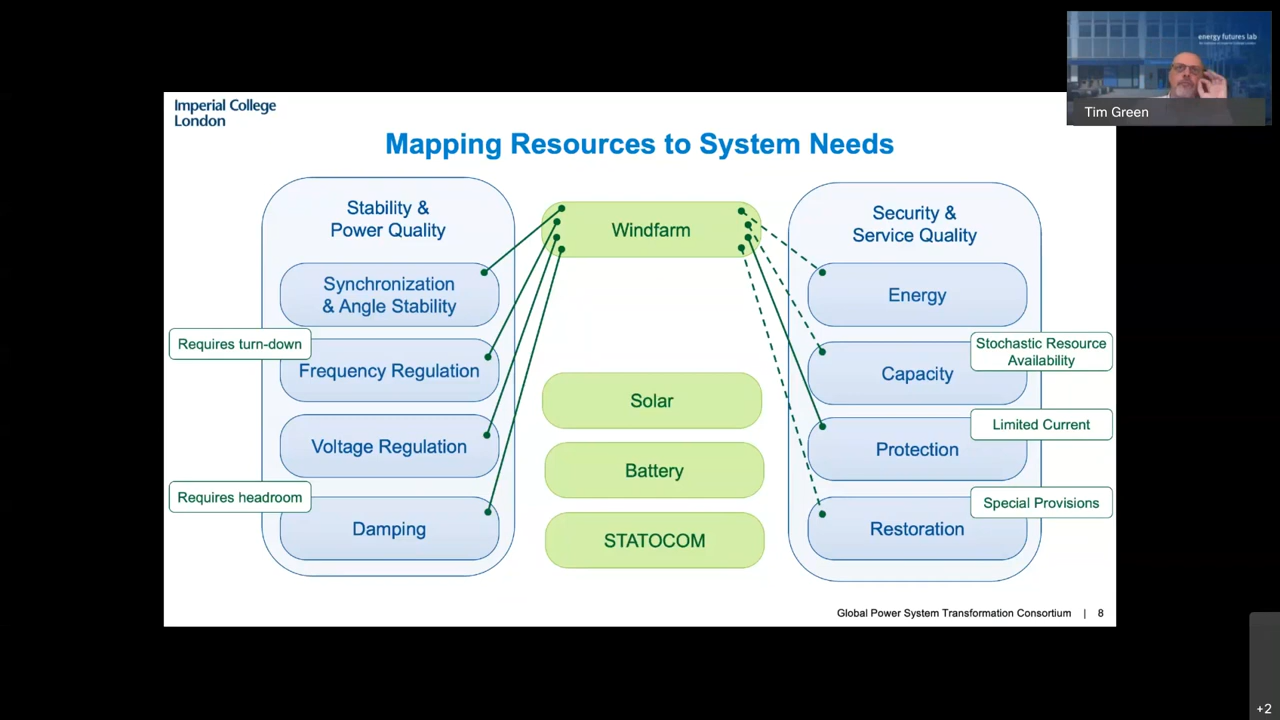 energy futures lab
Tim Green
Imperial College
London
Mapping Resources to System Needs
Stability &
Power Quality
Synchronization
& Angle Stability
Requires turn-down
Frequency Regulation
Voltage Regulation
Requires headroom
Damping
Windfarm
Solar
Battery
STATOCOM
Security &
Service Quality
Energy
Stochastic Resource
Availability
Capacity
Limited Current
Protection
Special Provisions
Restoration
Global Power System Transformation Consortium | 8
+2